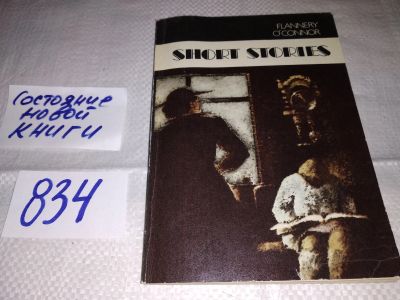 Состояние
новой
книги
834
FLANNERY
O'CONNOR
SHORT STORIES